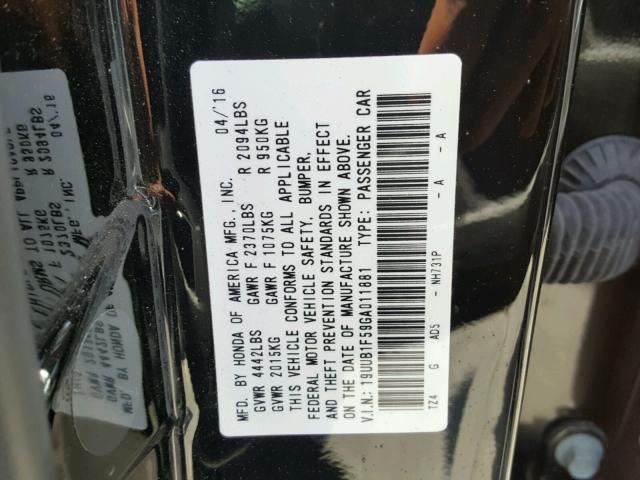 MFD. BY HONDA OF AMERICA MFG., INC. 04/16
GVWR 4442LBS GAWR F 2370LBS R 2094LBS
GVWR 2015KG GAWR F 1075KG R 950KG
THIS VEHICLE CONFORMS TO ALL APPLICABLE
FEDERAL MOTOR VEHICLE SAFETY, BUMPER,
AND THEFT PREVENTION STANDARDS IN EFFECT
ON THE DATE OF MANUFACTURE SHOWN ABOVE.
V.I.N.: 19UUB1F59GA011881 TYPE: PASSENGER CAR
TZ4 G AD5 - NH731P - A - A